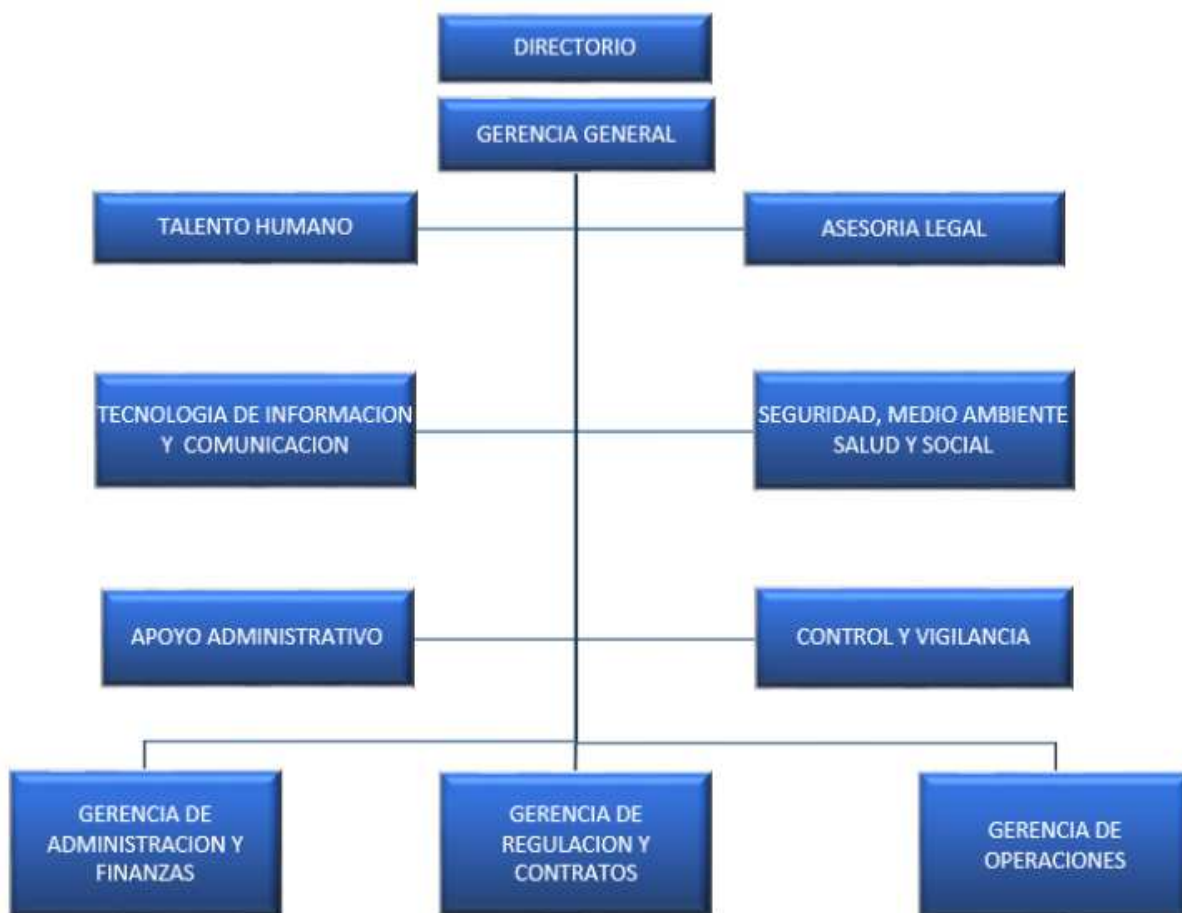 DIRECTORIO
GERENCIA GENERAL
TALENTO HUMANO
ASESORIA LEGAL
TECNOLOGIA DE INFORMACION
Y COMUNICACION
SEGURIDAD, MEDIO AMBIENTE
SALUD Y SOCIAL
APOYO ADMINISTRATIVO
CONTROL Y VIGILANCIA
GERENCIA DE
ADMINISTRACION Y
FINANZAS
GERENCIA DE
REGULACION Y
CONTRATOS
GERENCIA DE
OPERACIONES